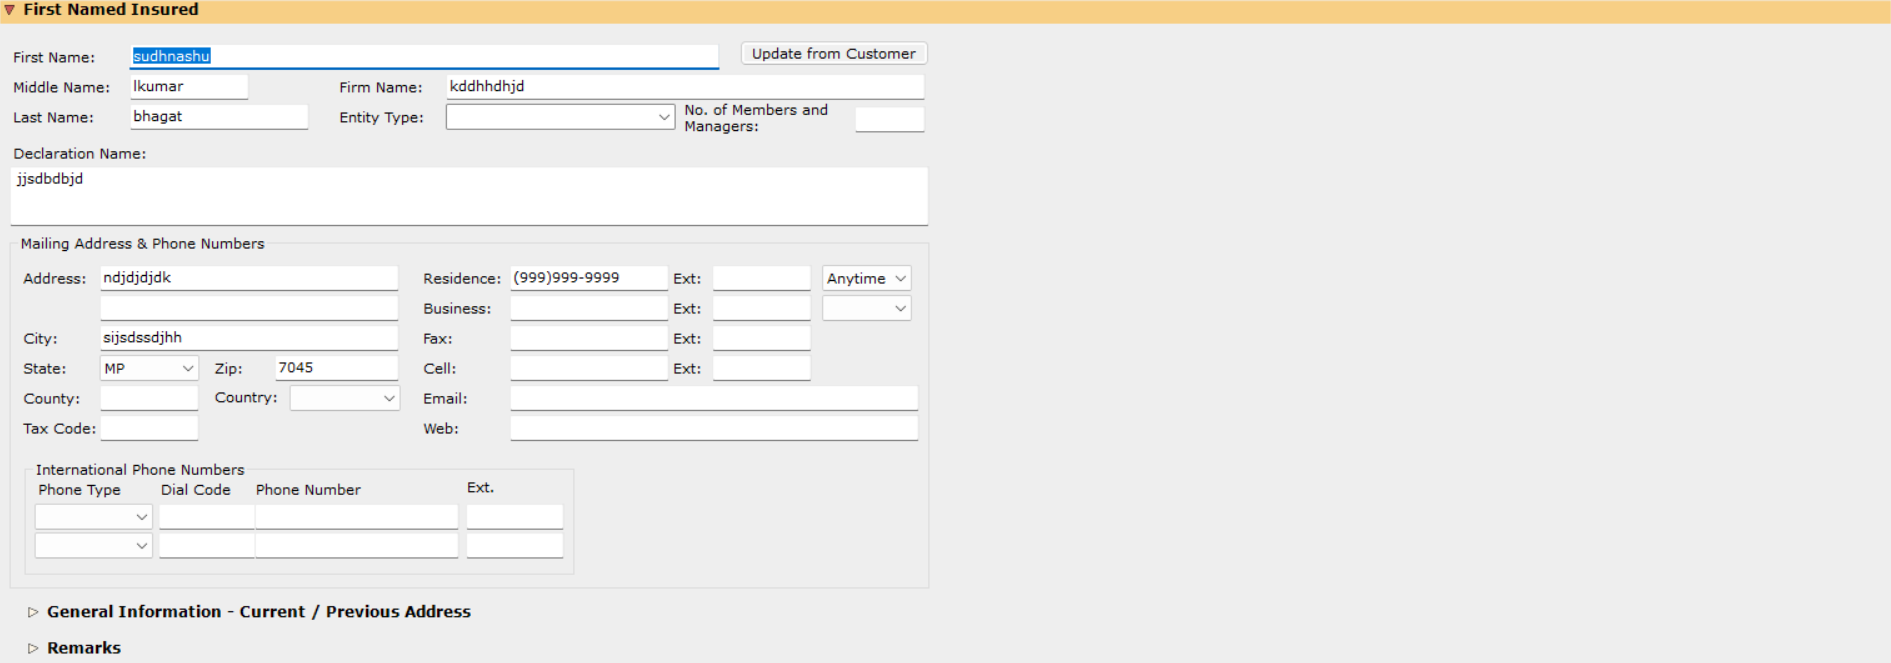 First Named Insured
First Name: sudhnashu Update from Customer
Middle Name: lkumar Firm Name: kddhhdhjd
Last Name: bhagat Entity Type: No. of Members and Managers:
Declaration Name:
jjsdbdbjd
Mailing Address & Phone Numbers
Address: ndjdjdjdk Residence: (999)999-9999 Ext: Anytime
Business: Ext:
City: sijsdssdjhh Fax: Ext:
State: MP Zip: 7045 Cell: Ext:
County: Country: Email:
Tax Code: Web:
International Phone Numbers
Phone Type Dial Code Phone Number Ext.
General Information - Current / Previous Address
Remarks